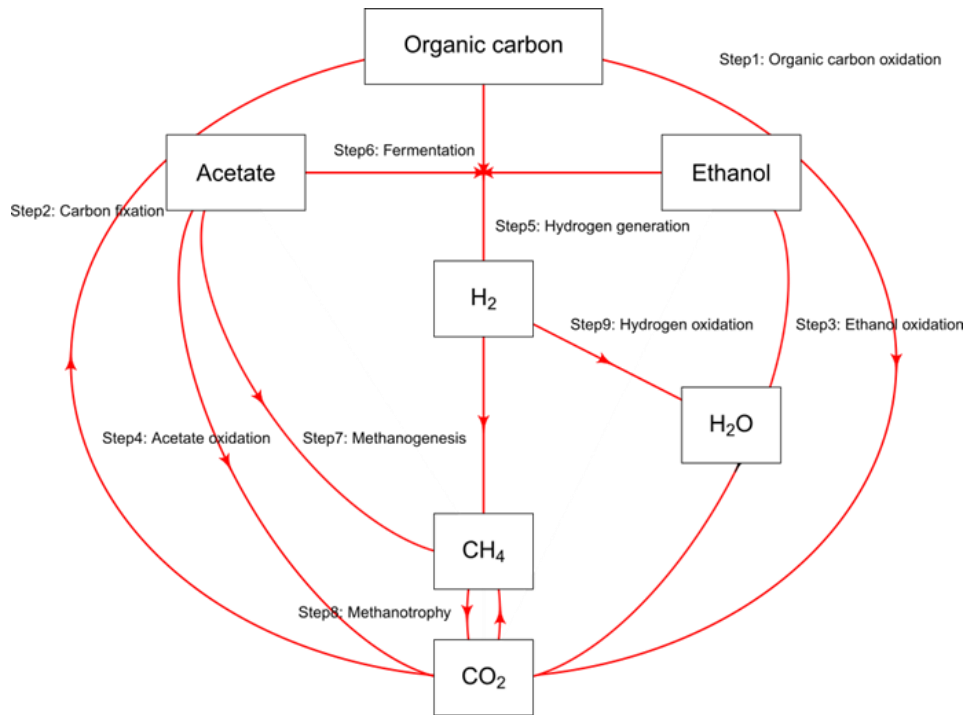 Organic carbon
Step1: Organic carbon oxidation
Acetate
Step6: Fermentation
Ethanol
Step2: Carbon fixation
Step5: Hydrogen generation
H₂
Step9: Hydrogen oxidation
Step3: Ethanol oxidation
H₂O
Step4: Acetate oxidation
Step7: Methanogenesis
CH₄
Step8: Methanotrophy
CO₂